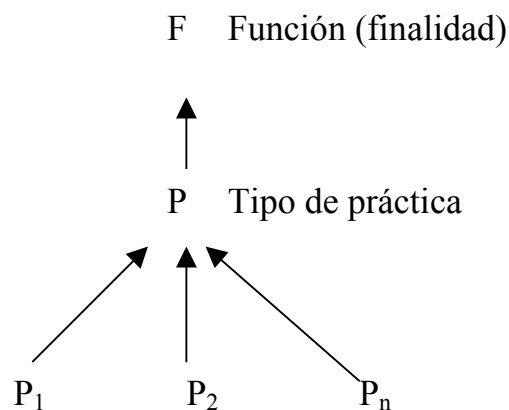 F Función (finalidad)
P Tipo de práctica
P₁ P₂ Pₙ